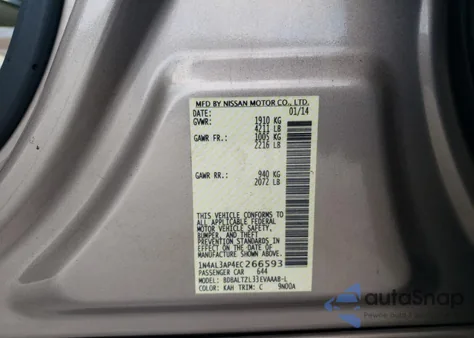 MFD BY NISSAN MOTOR CO., LTD.
DATE: 01/14
GVWR: 1910 KG
4211 LB
GAWR FR.: 1005 KG
2216 LB
GAWR RR.: 940 KG
2072 LB
THIS VEHICLE CONFORMS
TO ALL APPLICABLE FEDERAL
MOTOR VEHICLE SAFETY,
BUMPER, AND THEFT
PREVENTION STANDARDS IN
EFFECT ON THE DATE OF
MANUFACTURE SHOWN ABOVE.
1N4AL3AP4EC266593
PASSENGER CAR 644
MODEL: BDBALTZL33EVAAAR-L
COLOR: KAH TRIM: C 9N00A
autoSnap